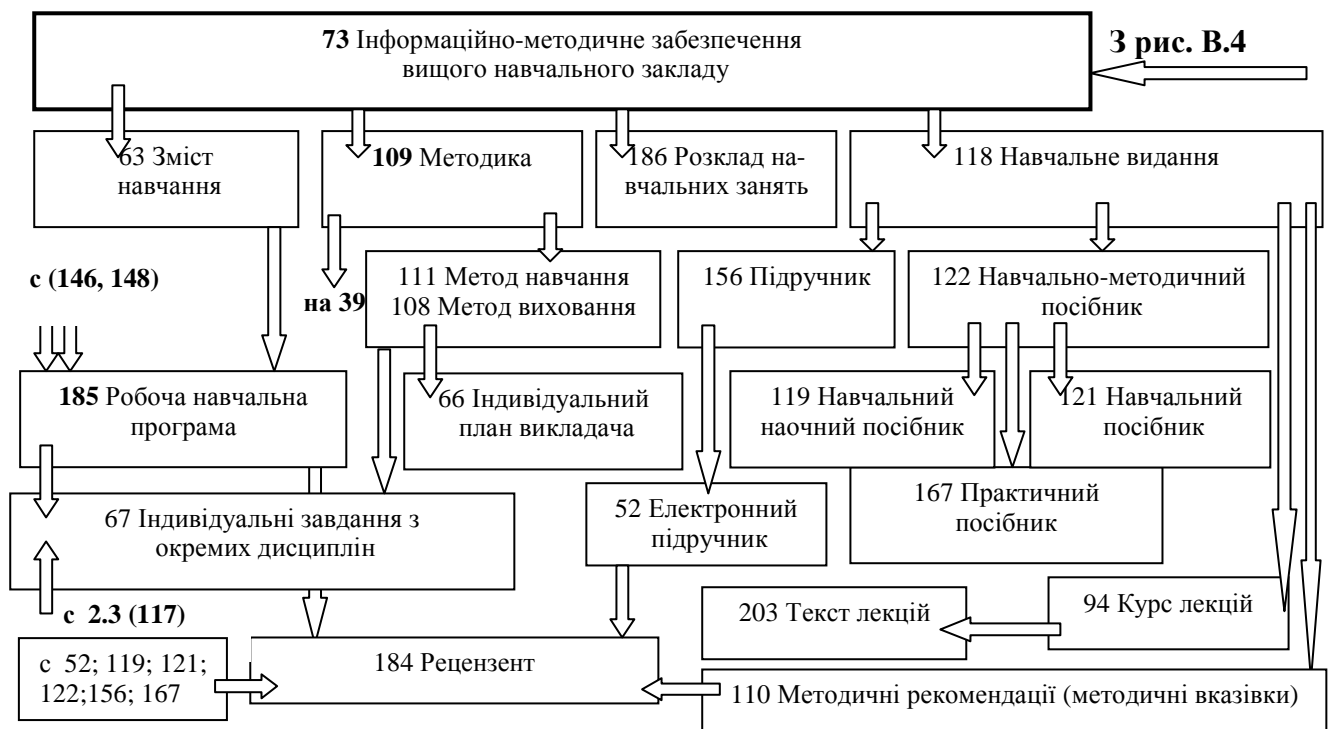 73 Інформаційно-методичне забезпечення
вищого навчального закладу
З рис. В.4
63 Зміст
навчання
109 Методика
186 Розклад на-
вчальних занять
118 Навчальне видання
с (146, 148)
на 39
111 Метод навчання
108 Метод виховання
156 Підручник
122 Навчально-методичний
посібник
185 Робоча навчальна
програма
66 Індивідуальний
план викладача
119 Навчальний
наочний посібник
121 Навчальний
посібник
67 Індивідуальні завдання з
окремих дисциплін
52 Електронний
підручник
167 Практичний
посібник
с 2.3 (117)
203 Текст лекцій
94 Курс лекцій
с 52; 119; 121;
122;156; 167
184 Рецензент
110 Методичні рекомендації (методичні вказівки)